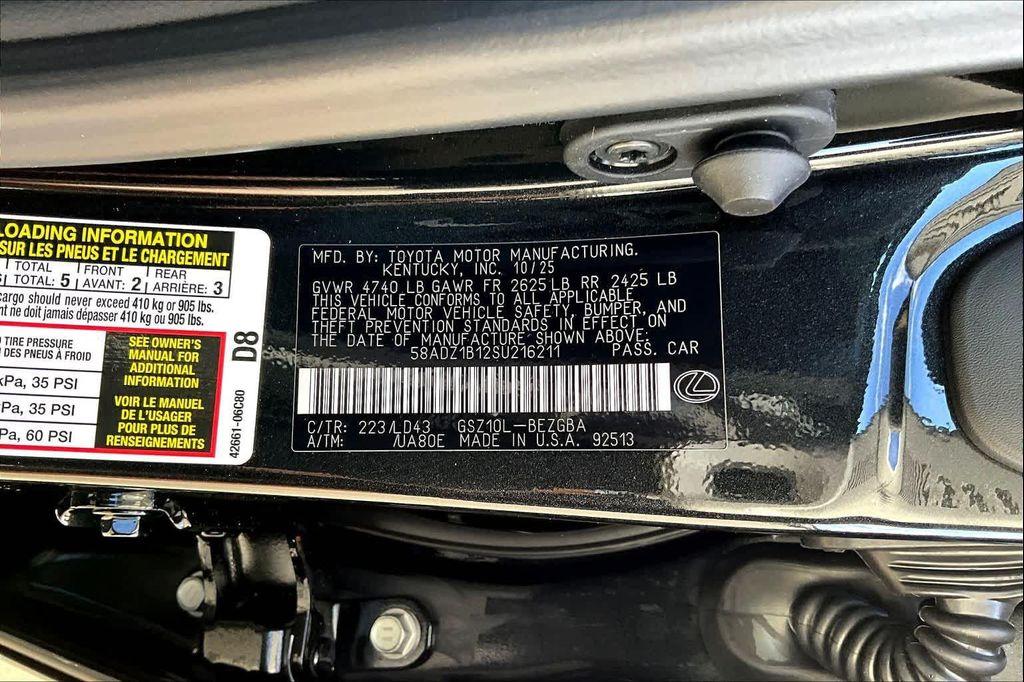 LOADING INFORMATION
SUR LES PNEUS ET LE CHARGEMENT
TOTAL FRONT REAR
TOTAL: 5 AVANT: 2 ARRIÈRE: 3
cargo should never exceed 410 kg or 905 lbs.
ne doit jamais dépasser 410 kg ou 905 lb.
TIRE PRESSURE
DES PNEUS À FROID
kPa, 35 PSI
kPa, 35 PSI
kPa, 60 PSI
SEE OWNER'S
MANUAL FOR
ADDITIONAL
INFORMATION
VOIR LE MANUEL
DE L'USAGER
POUR PLUS DE
RENSEIGNEMENTS
D8
42661-06680
MFD. BY: TOYOTA MOTOR MANUFACTURING.
KENTUCKY, INC. 10/25
GVWR 4740 LB GAWR FR 2625 LB RR 2425 LB
THIS VEHICLE CONFORMS TO ALL APPLICABLE
FEDERAL MOTOR VEHICLE SAFETY, BUMPER, AND
THEFT PREVENTION STANDARDS IN EFFECT ON
THE DATE OF MANUFACTURE SHOWN ABOVE.
58ADZ1B12SU216211 PASS. CAR
C/TR: 223/LD43 GSZ10L-BEZGBA
A/TM: /UA80E MADE IN U.S.A. 92513